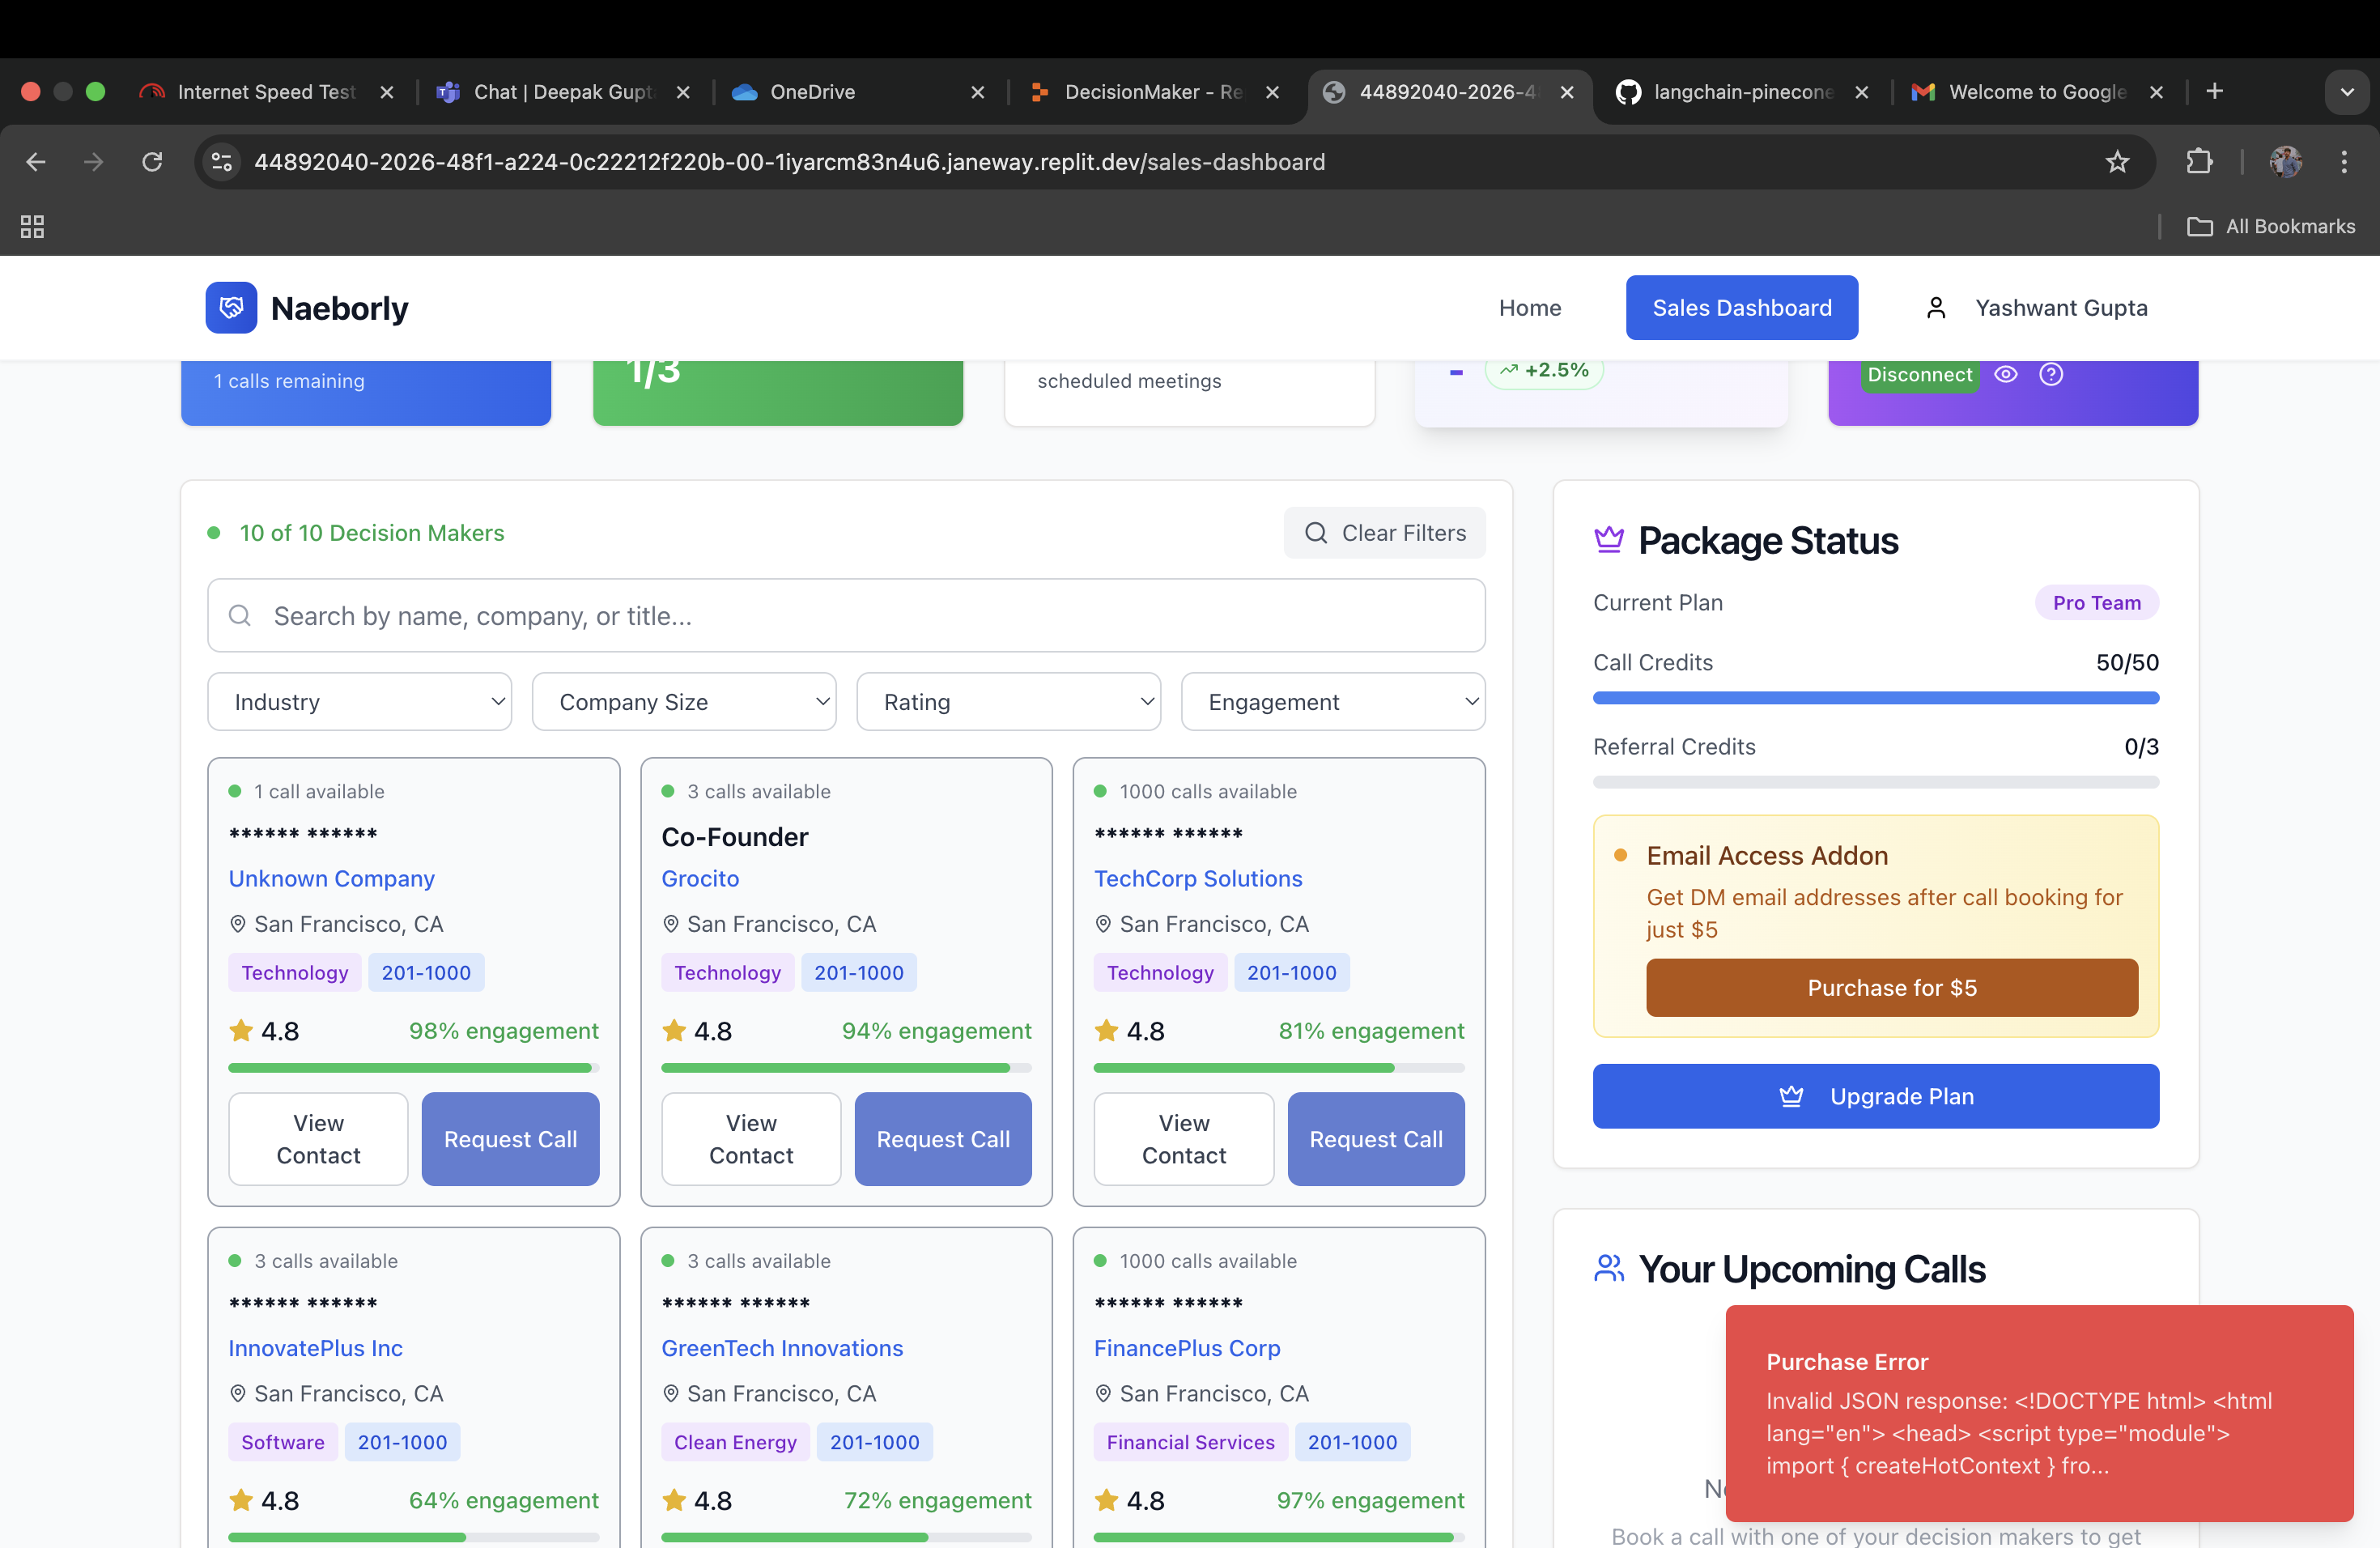 Internet Speed Test
Chat | Deepak Gupt
OneDrive
DecisionMaker - Re
44892040-2026-4
langchain-pinecone
Welcome to Google
44892040-2026-48f1-a224-0c22212f220b-00-1iyarcm83n4u6.janeway.replit.dev/sales-dashboard
All Bookmarks
Naeborly
Home
Sales Dashboard
Yashwant Gupta
1 calls remaining
1/3
scheduled meetings
-
+2.5%
Disconnect
10 of 10 Decision Makers
Clear Filters
Search by name, company, or title...
Industry
Company Size
Rating
Engagement
1 call available
****** ******
Unknown Company
San Francisco, CA
Technology 201-1000
4.8 98% engagement
View Contact
Request Call
3 calls available
Co-Founder
Grocito
San Francisco, CA
Technology 201-1000
4.8 94% engagement
View Contact
Request Call
1000 calls available
****** ******
TechCorp Solutions
San Francisco, CA
Technology 201-1000
4.8 81% engagement
View Contact
Request Call
3 calls available
****** ******
InnovatePlus Inc
San Francisco, CA
Software 201-1000
4.8 64% engagement
3 calls available
****** ******
GreenTech Innovations
San Francisco, CA
Clean Energy 201-1000
4.8 72% engagement
1000 calls available
****** ******
FinancePlus Corp
San Francisco, CA
Financial Services 201-1000
4.8 97% engagement
Package Status
Current Plan Pro Team
Call Credits 50/50
Referral Credits 0/3
Email Access Addon
Get DM email addresses after call booking for
just $5
Purchase for $5
Upgrade Plan
Your Upcoming Calls
Purchase Error
Invalid JSON response: <!DOCTYPE html> <html
lang="en"> <head> <script type="module">
import { createHotContext } fro...
Book a call with one of your decision makers to get